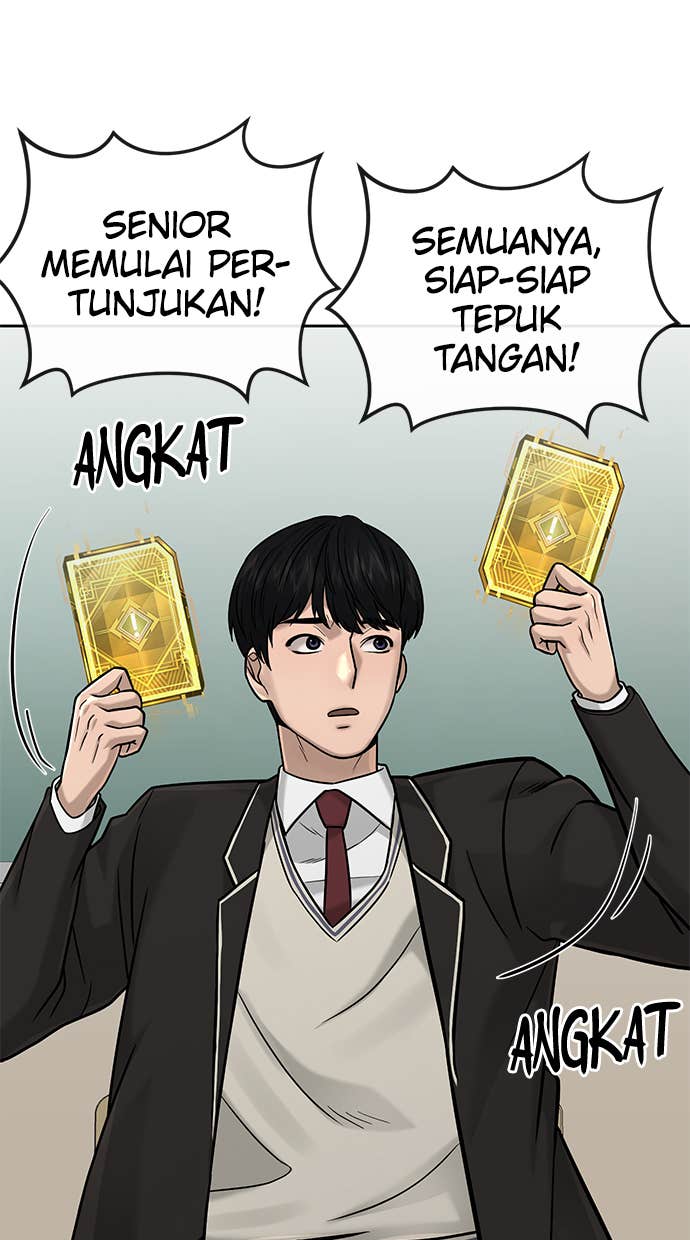 SENIOR
MEMULAI PER-
TUNJUKAN!
SEMUANYA,
SIAP-SIAP
TEPUK
TANGAN!
ANGKAT
!
!
ANGKAT